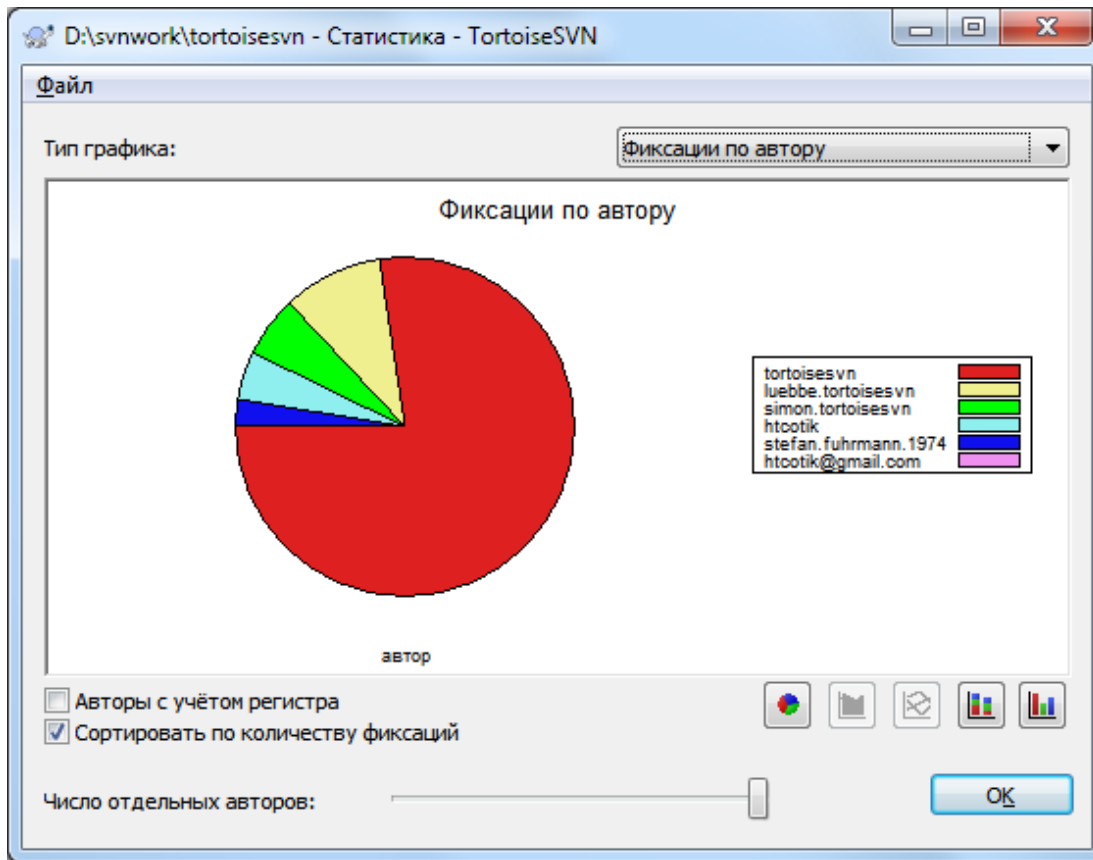 D:\svnwork\tortoisesvn - Статистика - TortoiseSVN
Файл
Тип графика:
Фиксации по автору
Фиксации по автору
tortoisesvn
luebbe.tortoisesvn
simon.tortoisesvn
htcotik
stefan.fuhrmann.1974
htcotik@gmail.com
автор
Авторы с учётом регистра
Сортировать по количеству фиксаций
Число отдельных авторов:
OK